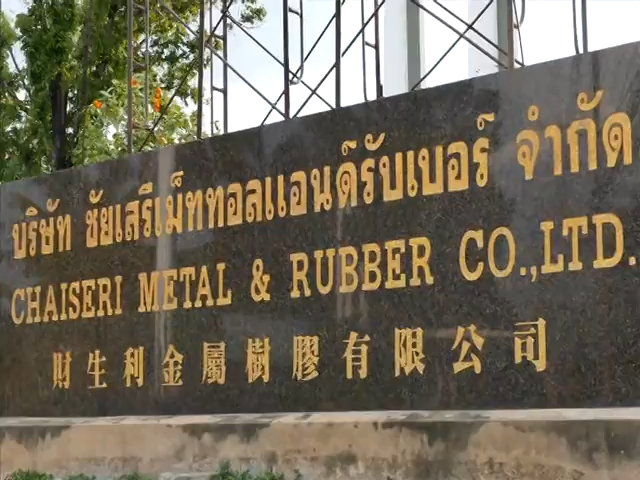 บริษัท ชัยเสรีเม็ททอลแอนด์รับเบอร์ จำกัด
CHAISERI METAL & RUBBER CO.,LTD.
財生利金屬樹膠有限公司